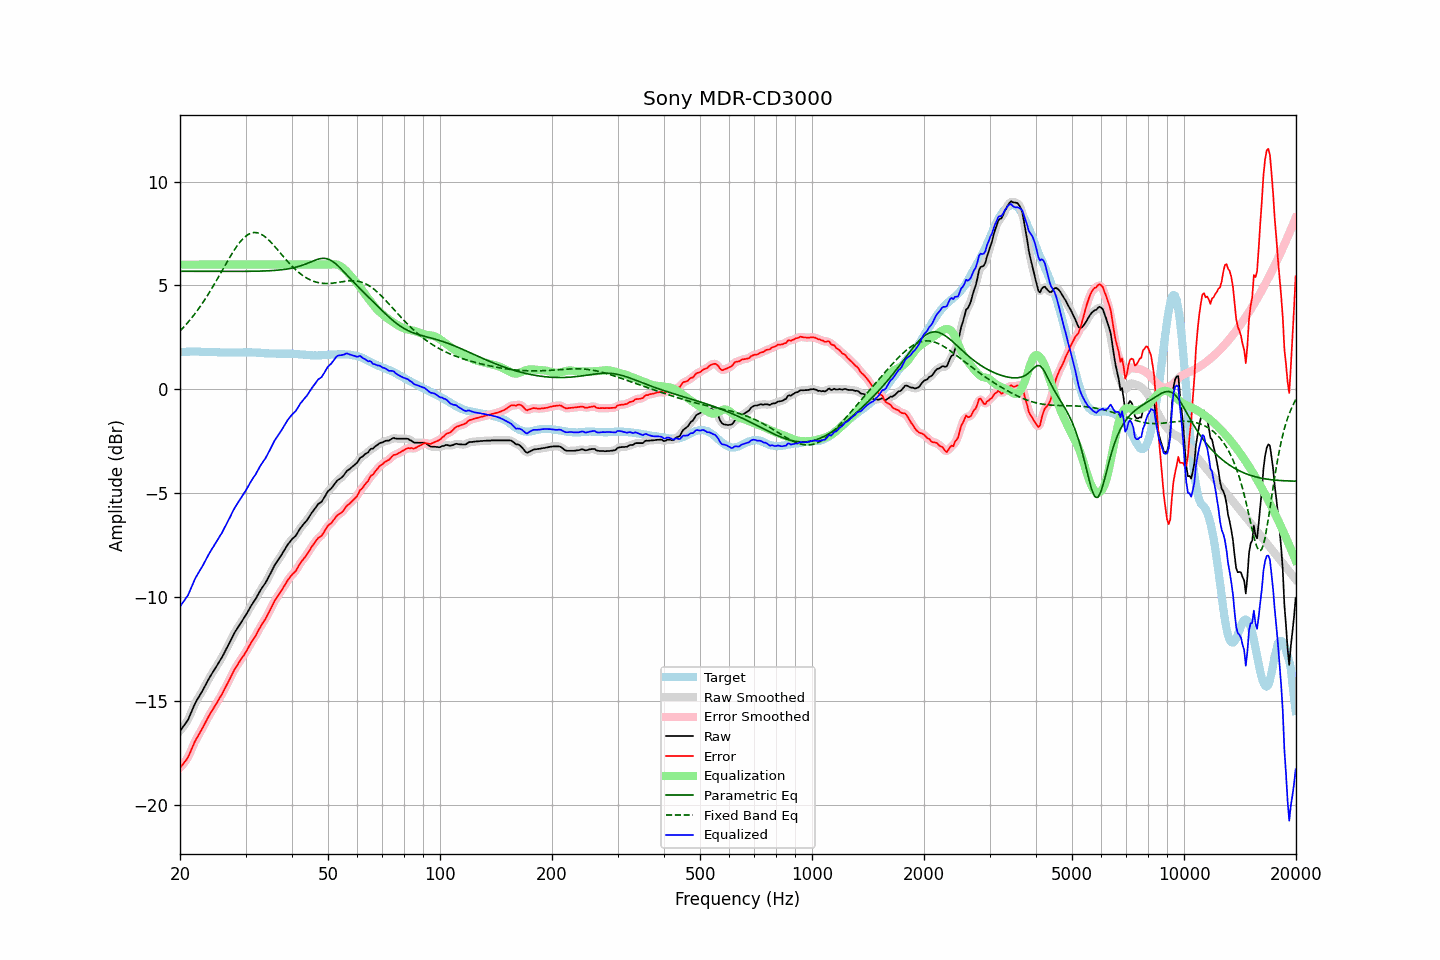 Sony MDR-CD3000
Amplitude (dBr)
10
5
0
−5
−10
−15
−20
Target
Raw Smoothed
Error Smoothed
Raw
Error
Equalization
Parametric Eq
Fixed Band Eq
Equalized
20
50
100
200
500
1000
2000
5000
10000
20000
Frequency (Hz)